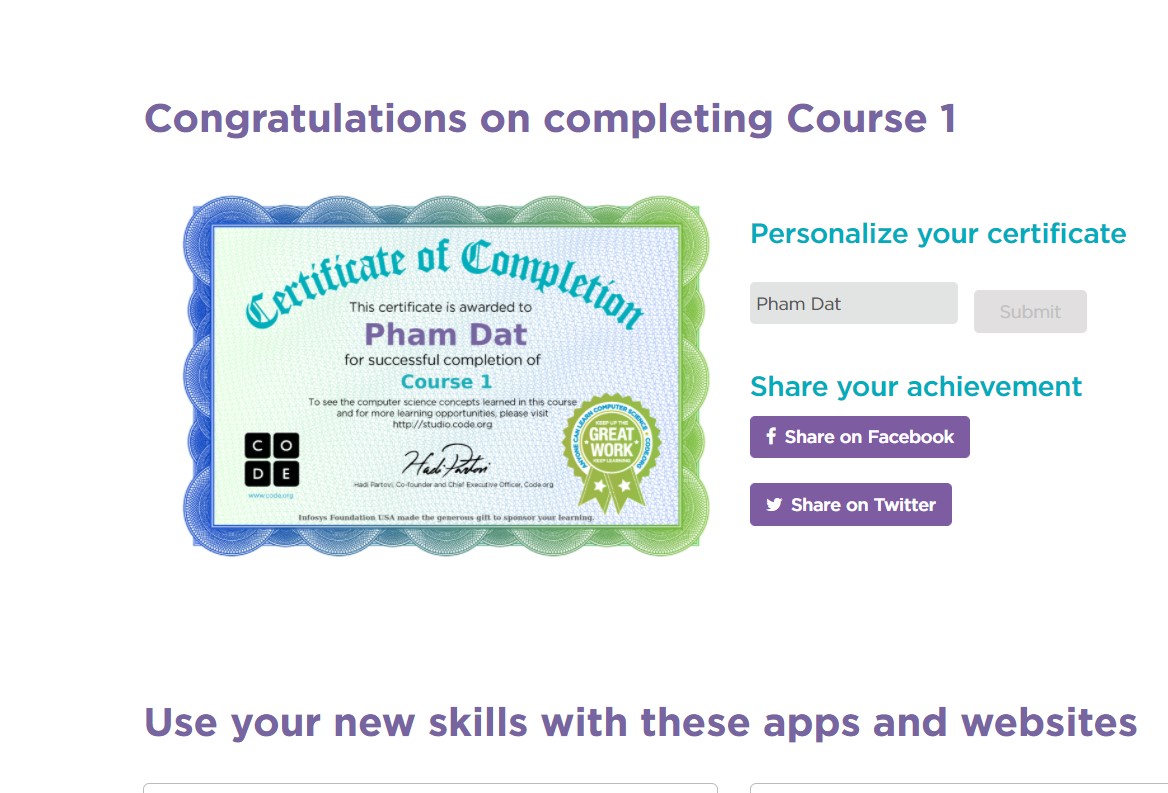 Congratulations on completing Course 1
Certificate of Completion
This certificate is awarded to
Pham Dat
for successful completion of
Course 1
To see the computer science concepts learned in this course
and for more learning opportunities, please visit
http://studio.code.org
C O
D E
www.code.org
Hadi Partovi
Hadi Partovi, Co-founder and Chief Executive Officer, Code.org
ANYONE CAN LEARN COMPUTER SCIENCE • CODE.ORG
KEEP UP THE
GREAT
WORK
KEEP LEARNING
Infosys Foundation USA made the generous gift to sponsor your learning.
Personalize your certificate
Pham Dat
Submit
Share your achievement
Share on Facebook
Share on Twitter
Use your new skills with these apps and websites